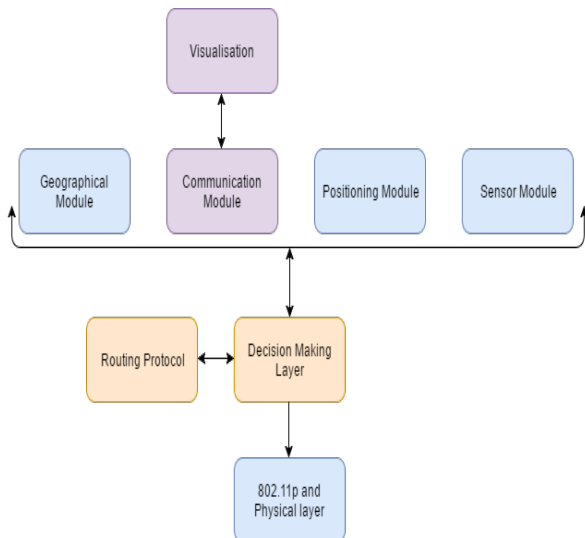 Visualisation
Geographical
Module
Communication
Module
Positioning Module
Sensor Module
Routing Protocol
Decision Making
Layer
802.11p and
Physical layer